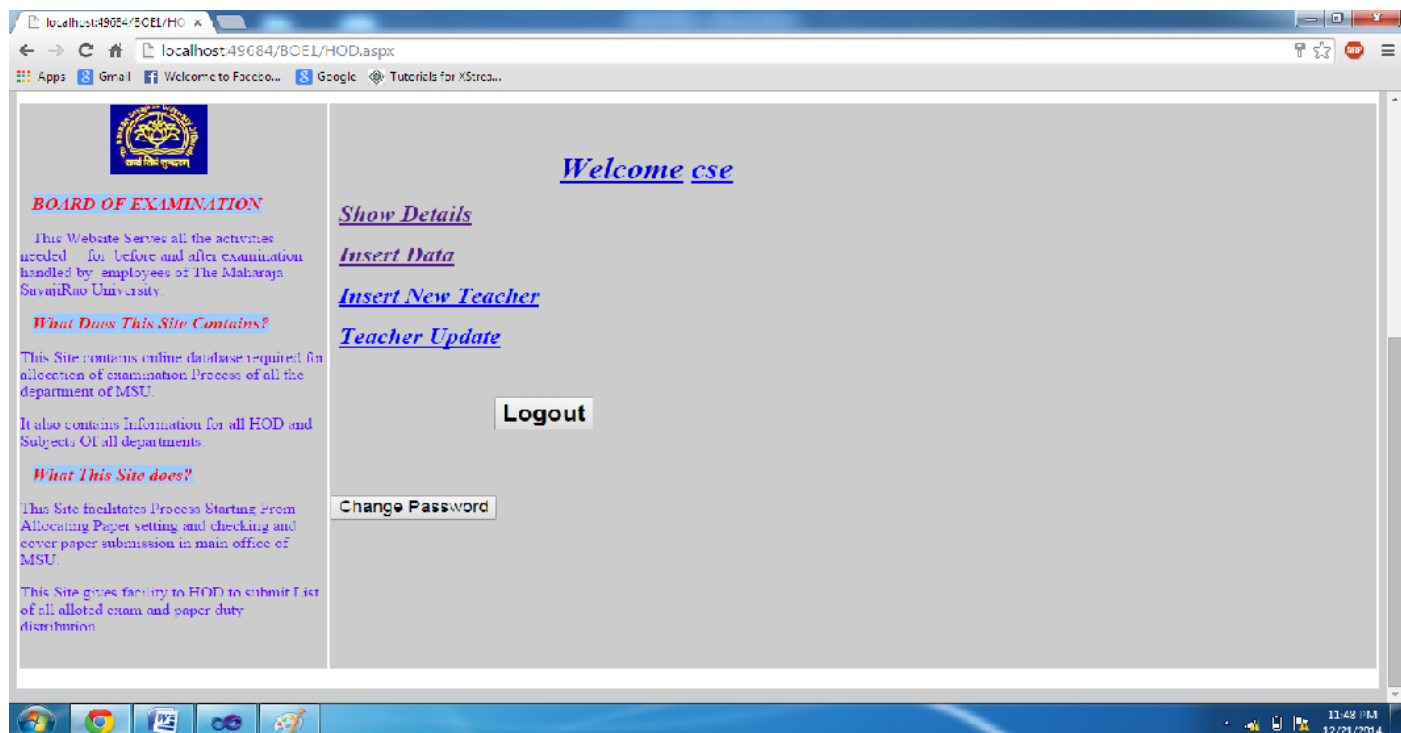 localhost:49684/BOE1/HO
localhost:49684/BOE1/HOD.aspx
Apps Gmail Welcome to Facebo... Google Tutorials for XStrea...
BOARD OF EXAMINATION
This Website Serves all the activities
needed for before and after examination
handled by employees of The Maharaja
SayajiRao University.
What Does This Site Contains?
This Site contains online database required for
allocation of examination Process of all the
department of MSU.
It also contains Information for all HOD and
Subjects Of all departments.
What This Site does?
This Site facilitates Process Starting From
Allocating Paper setting and checking and
cover paper submission in main office of
MSU.
This Site gives facility to HOD to submit List
of all alloted exam and paper duty
distribution
Welcome cse
Show Details
Insert Data
Insert New Teacher
Teacher Update
Logout
Change Password
11:48 PM
12/21/2014